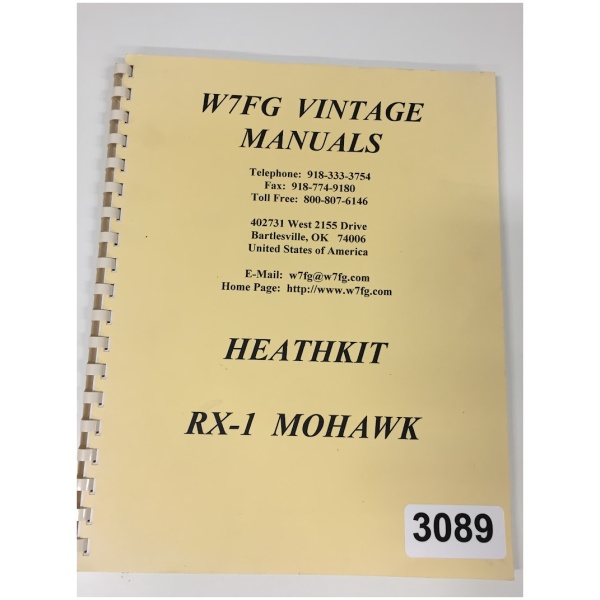 W7FG VINTAGE
MANUALS
Telephone: 918-333-3754
Fax: 918-774-9180
Toll Free: 800-807-6146
402731 West 2155 Drive
Bartlesville, OK 74006
United States of America
E-Mail: w7fg@w7fg.com
Home Page: http://www.w7fg.com
HEATHKIT
RX-1 MOHAWK
3089